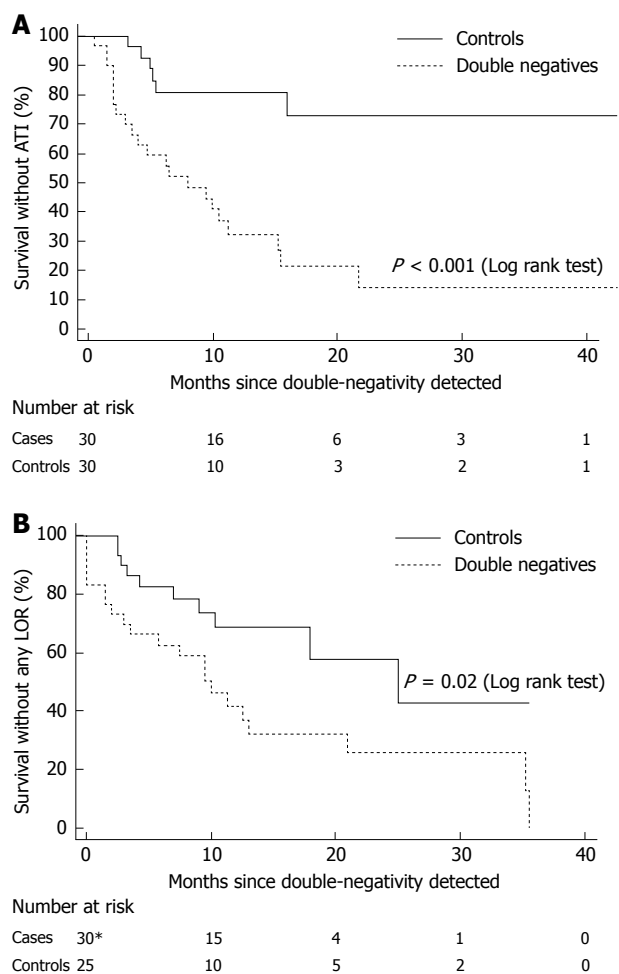 A
100
90
80
70
60
50
40
30
20
10
0
Survival without ATI (%)
Controls
Double negatives
P < 0.001 (Log rank test)
0 10 20 30 40
Months since double-negativity detected
Number at risk
Cases 30 16 6 3 1
Controls 30 10 3 2 1
B
100
80
60
40
20
0
Survival without any LOR (%)
Controls
Double negatives
P = 0.02 (Log rank test)
0 10 20 30 40
Months since double-negativity detected
Number at risk
Cases 30* 15 4 1 0
Controls 25 10 5 2 0